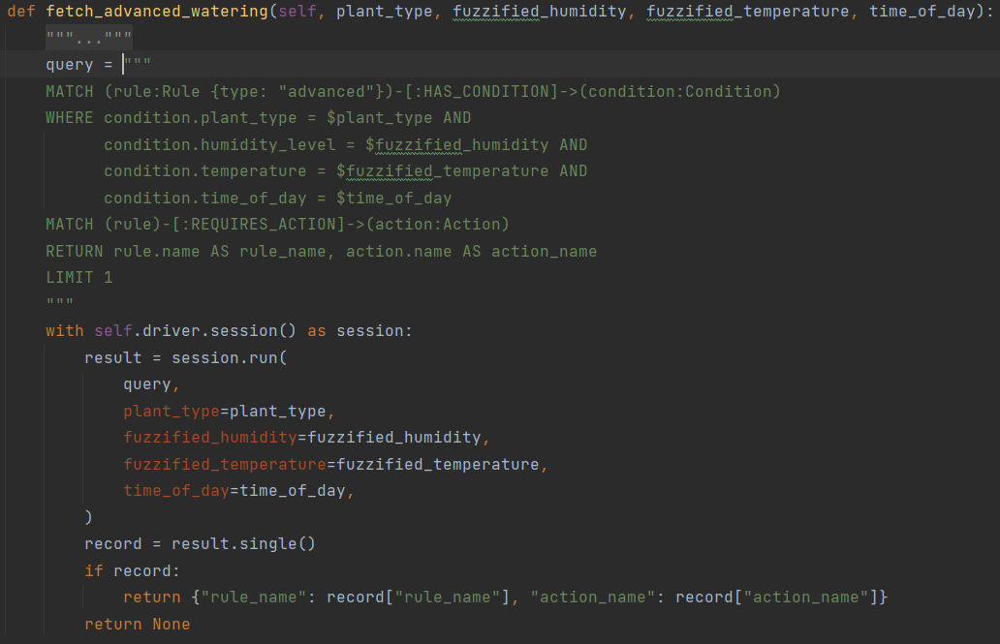 def fetch_advanced_watering(self, plant_type, fuzzified_humidity, fuzzified_temperature, time_of_day):
    """..."""
    query = """
    MATCH (rule:Rule {type: "advanced"})-[:HAS_CONDITION]->(condition:Condition)
    WHERE condition.plant_type = $plant_type AND
          condition.humidity_level = $fuzzified_humidity AND
          condition.temperature = $fuzzified_temperature AND
          condition.time_of_day = $time_of_day
    MATCH (rule)-[:REQUIRES_ACTION]->(action:Action)
    RETURN rule.name AS rule_name, action.name AS action_name
    LIMIT 1
    """
    with self.driver.session() as session:
        result = session.run(
            query,
            plant_type=plant_type,
            fuzzified_humidity=fuzzified_humidity,
            fuzzified_temperature=fuzzified_temperature,
            time_of_day=time_of_day,
        )
        record = result.single()
        if record:
            return {"rule_name": record["rule_name"], "action_name": record["action_name"]}
        return None